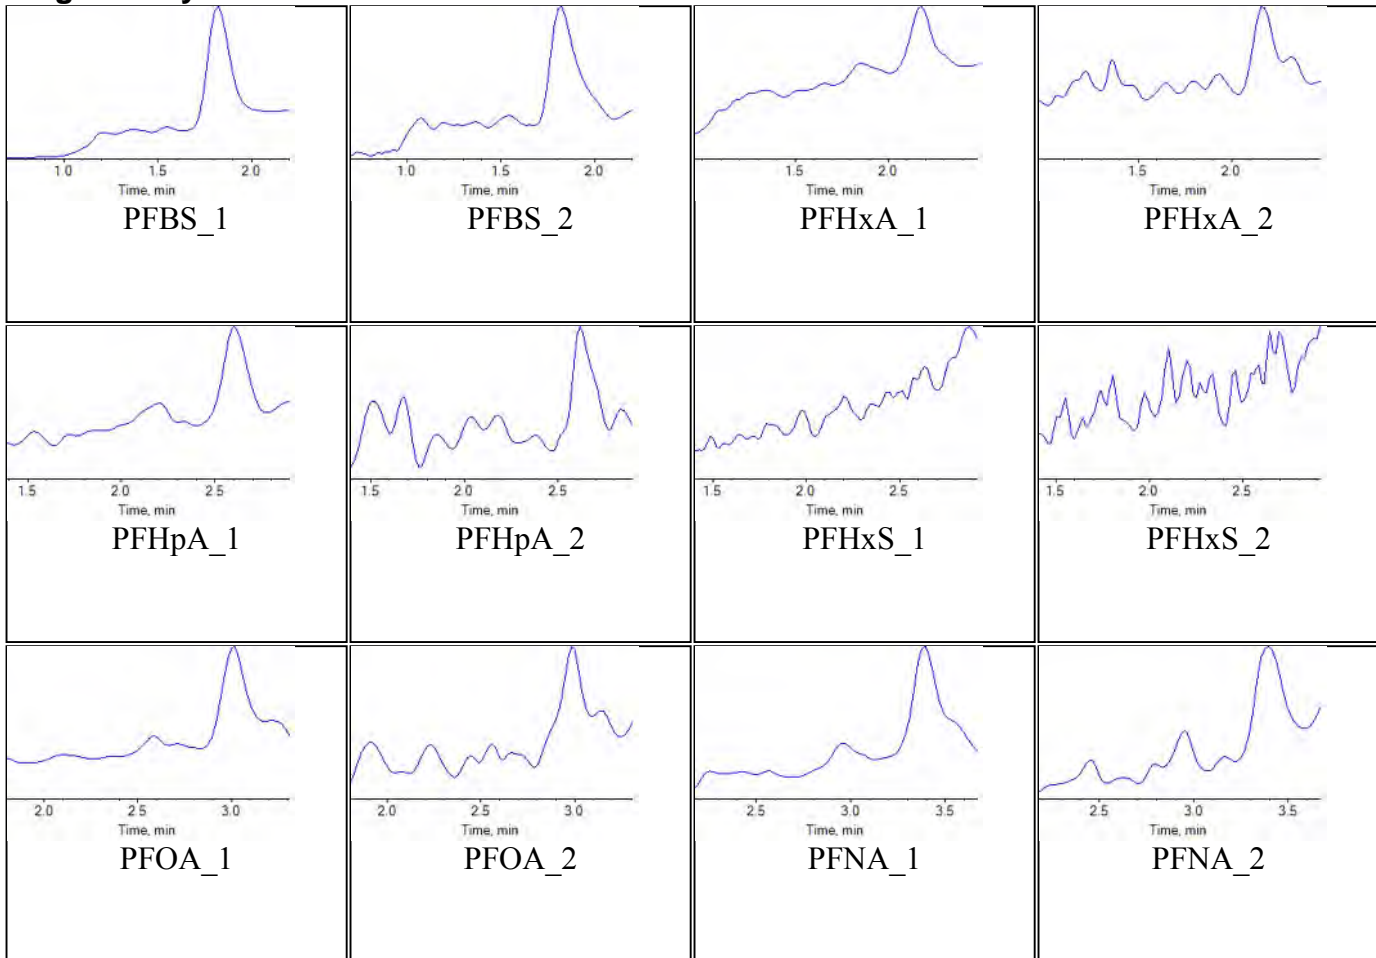 1.0 1.5 2.0 1.0 1.5 2.0 1.5 2.0 1.5 2.0
Time, min Time, min Time, min Time, min
PFBS_1 PFBS_2 PFHxA_1 PFHxA_2
1.5 2.0 2.5 1.5 2.0 2.5 1.5 2.0 2.5 1.5 2.0 2.5
Time, min Time, min Time, min Time, min
PFHpA_1 PFHpA_2 PFHxS_1 PFHxS_2
2.0 2.5 3.0 2.0 2.5 3.0 2.5 3.0 3.5 2.5 3.0 3.5
Time, min Time, min Time, min Time, min
PFOA_1 PFOA_2 PFNA_1 PFNA_2